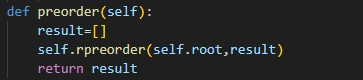 def preorder(self):
    result=[]
    self.rpreorder(self.root,result)
    return result